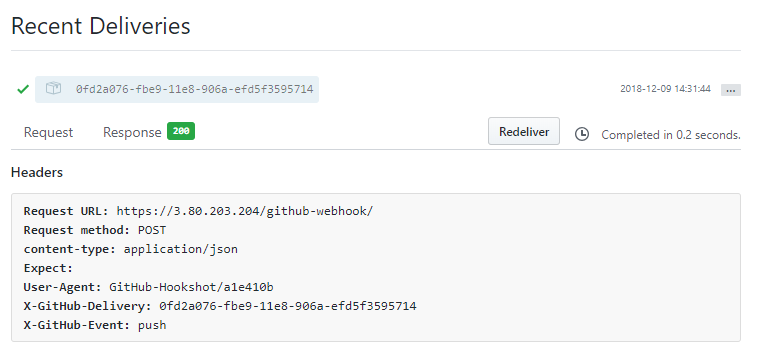 Recent Deliveries
0fd2a076-fbe9-11e8-906a-efd5f3595714 2018-12-09 14:31:44 ...
Request Response 200 Redeliver Completed in 0.2 seconds.
Headers
Request URL: https://3.80.203.204/github-webhook/
Request method: POST
content-type: application/json
Expect:
User-Agent: GitHub-Hookshot/a1e410b
X-GitHub-Delivery: 0fd2a076-fbe9-11e8-906a-efd5f3595714
X-GitHub-Event: push